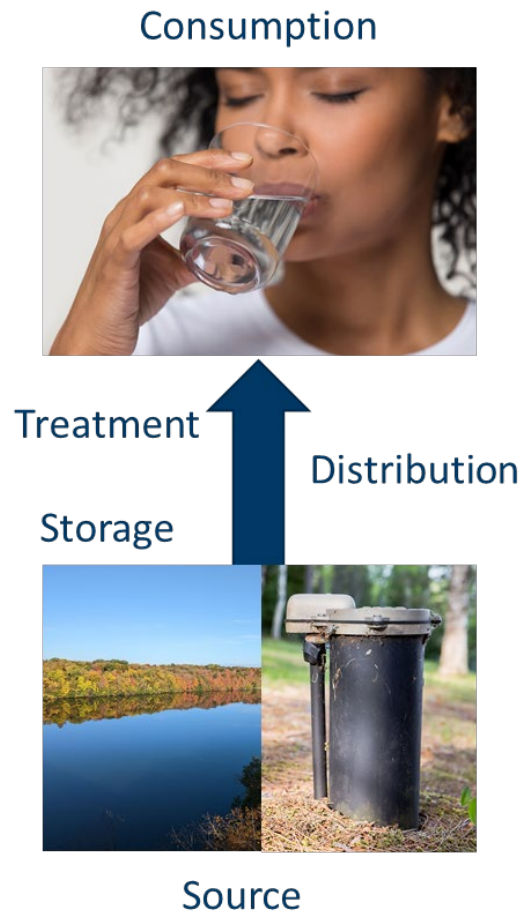 Consumption
Treatment
Distribution
Storage
Source